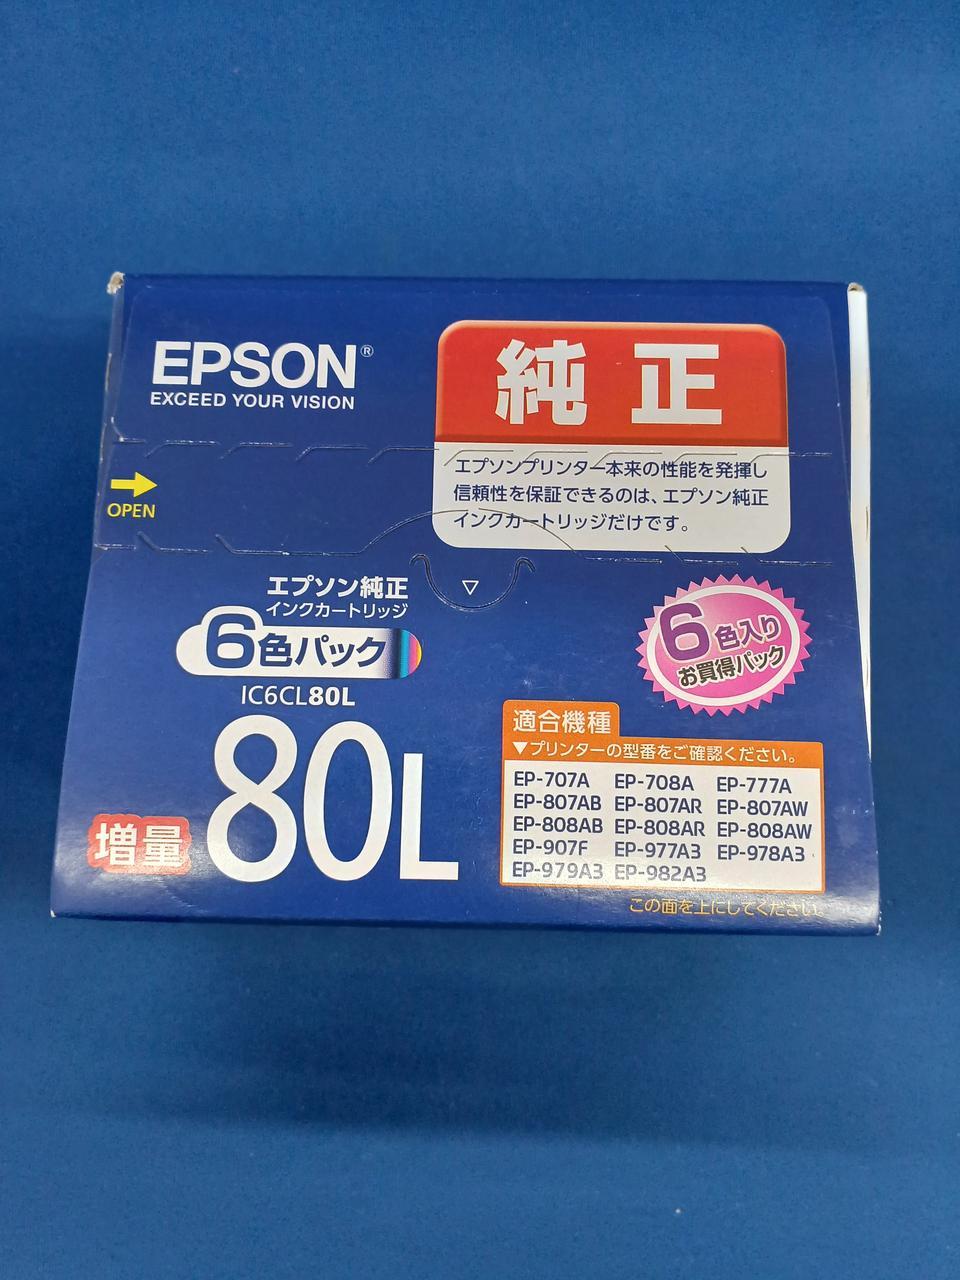 EPSON®
EXCEED YOUR VISION
純正
エプソンプリンター本来の性能を発揮し
信頼性を保証できるのは、エプソン純正
インクカートリッジだけです。
OPEN
エプソン純正
インクカートリッジ
6色パック
IC6CL80L
80L
増量
6色入り
お買得パック
適合機種
▼プリンターの型番をご確認ください。
EP-707A EP-708A EP-777A
EP-807AB EP-807AR EP-807AW
EP-808AB EP-808AR EP-808AW
EP-907F EP-977A3 EP-978A3
EP-979A3 EP-982A3
この面を上にしてください。